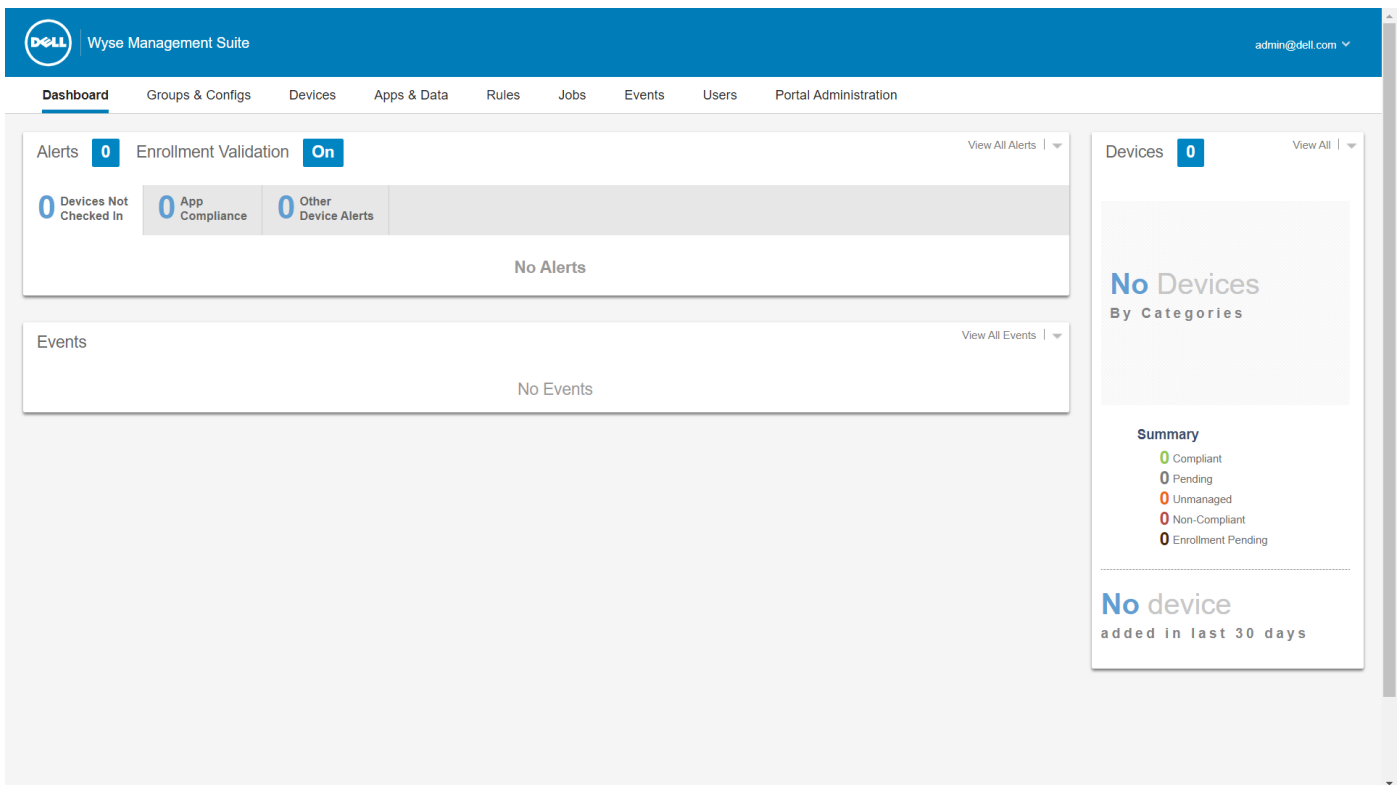 DELL Wyse Management Suite admin@dell.com
Dashboard Groups & Configs Devices Apps & Data Rules Jobs Events Users Portal Administration
Alerts 0 Enrollment Validation On View All Alerts
0 Devices Not Checked In
0 App Compliance
0 Other Device Alerts
No Alerts
Events View All Events
No Events
Devices 0 View All
No Devices
By Categories
Summary
0 Compliant
0 Pending
0 Unmanaged
0 Non-Compliant
0 Enrollment Pending
No device
added in last 30 days